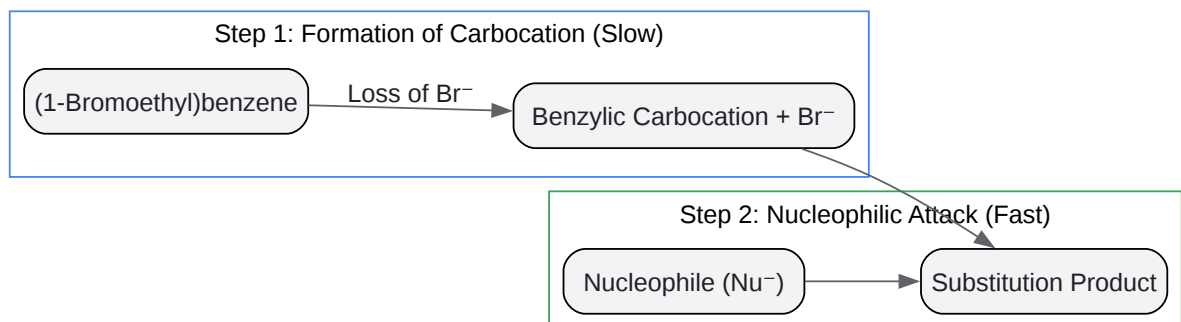 Step 1: Formation of Carbocation (Slow)
(1-Bromoethyl)benzene
Loss of Br⁻
Benzylic Carbocation + Br⁻
Step 2: Nucleophilic Attack (Fast)
Nucleophile (Nu⁻)
Substitution Product